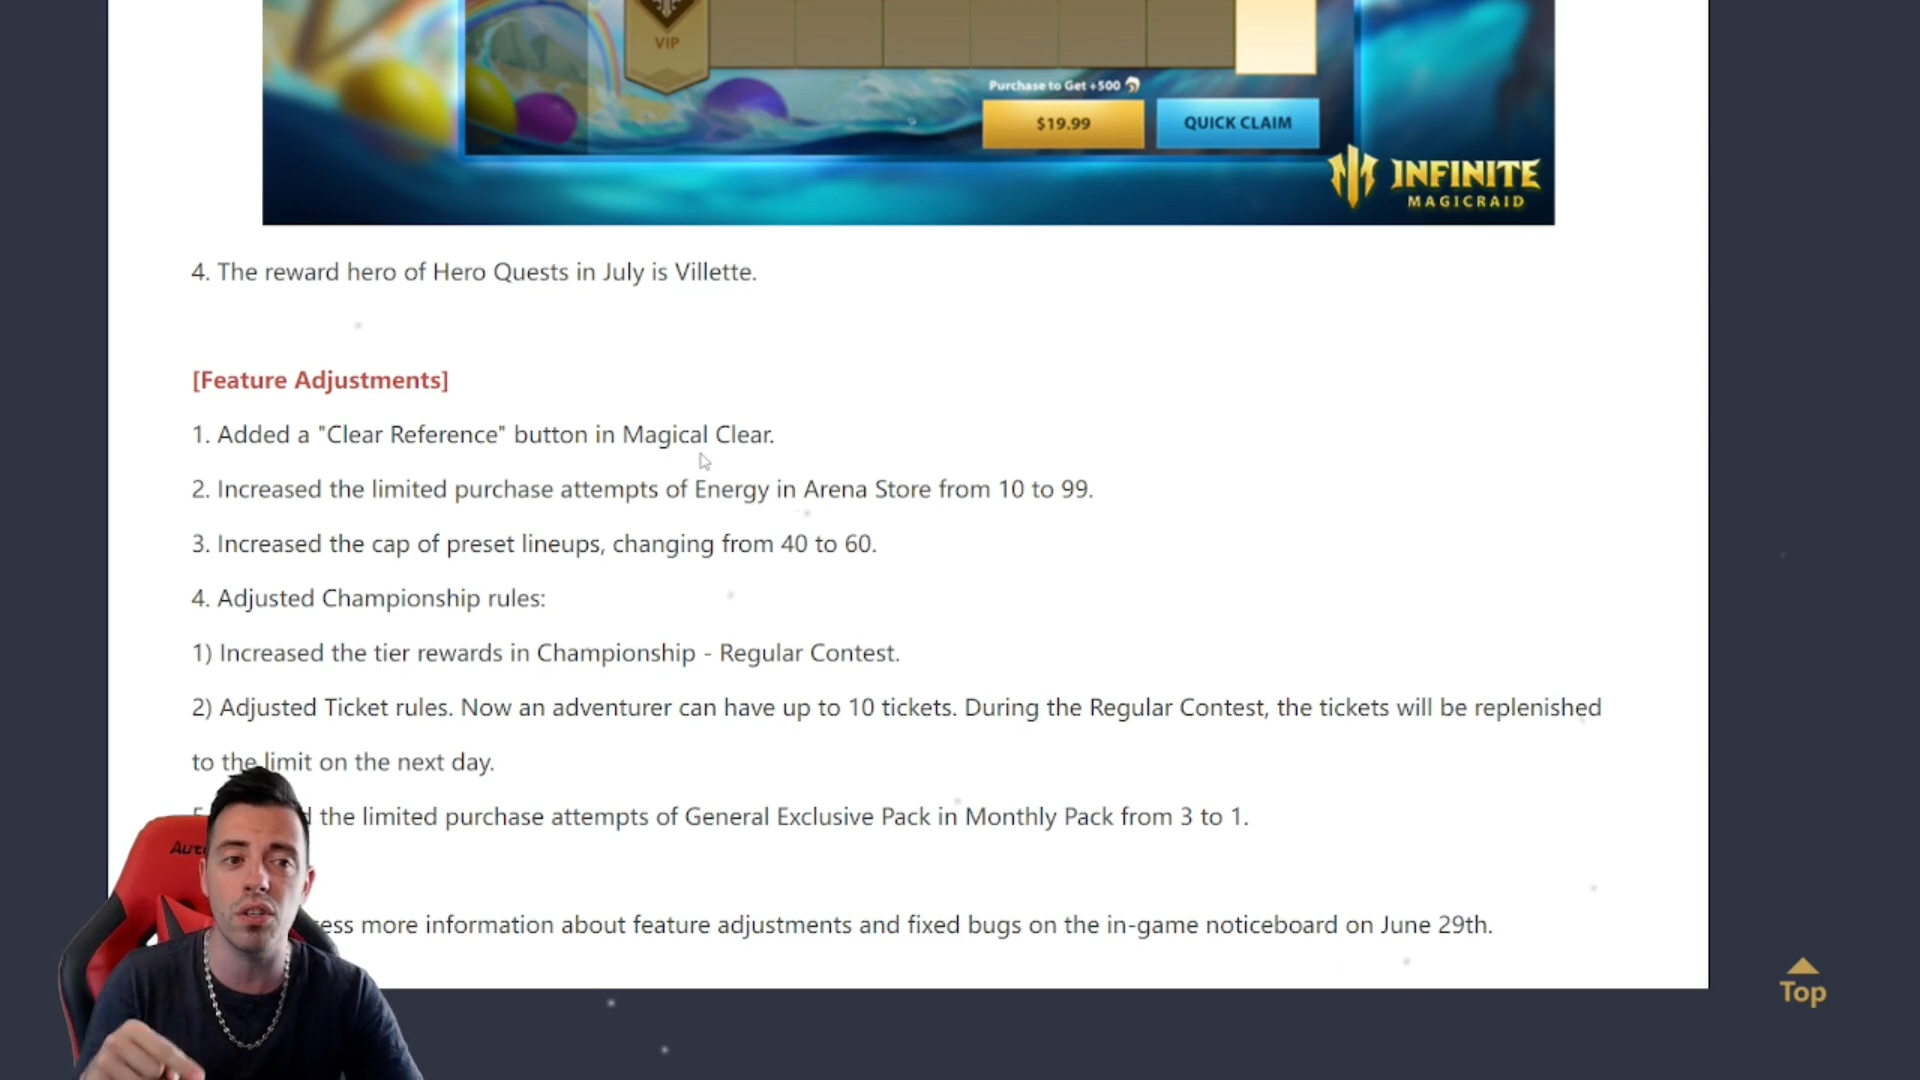 VIP
Purchase to Get +500
$19.99
QUICK CLAIM
INFINITE
MAGICRAID
4. The reward hero of Hero Quests in July is Villette.
[Feature Adjustments]
1. Added a "Clear Reference" button in Magical Clear.
2. Increased the limited purchase attempts of Energy in Arena Store from 10 to 99.
3. Increased the cap of preset lineups, changing from 40 to 60.
4. Adjusted Championship rules:
1) Increased the tier rewards in Championship - Regular Contest.
2) Adjusted Ticket rules. Now an adventurer can have up to 10 tickets. During the Regular Contest, the tickets will be replenished
to the limit on the next day.
the limited purchase attempts of General Exclusive Pack in Monthly Pack from 3 to 1.
more information about feature adjustments and fixed bugs on the in-game noticeboard on June 29th.
Top